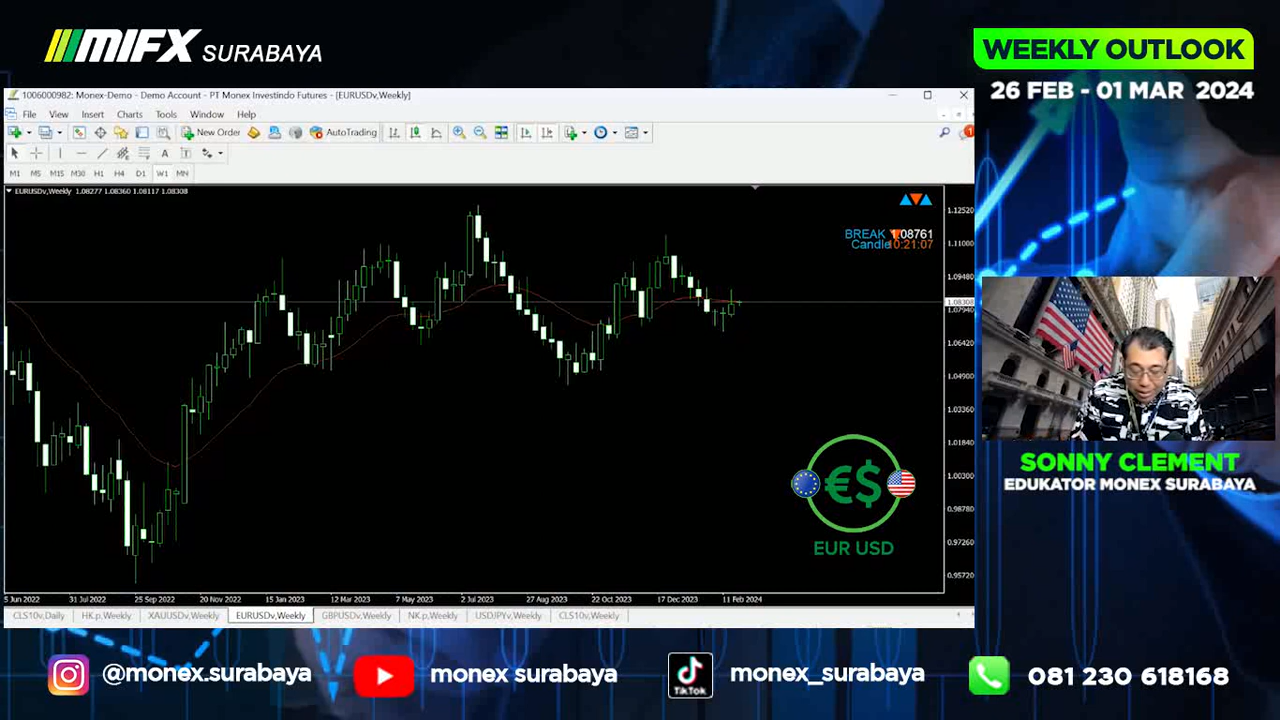 MIFX SURABAYA
WEEKLY OUTLOOK
26 FEB - 01 MAR 2024
1006000982: Monex-Demo - Demo Account - PT Monex Investindo Futures - [EURUSDv,Weekly]
File View Insert Charts Tools Window Help
New Order AutoTrading
M1 M5 M15 M30 H1 H4 D1 W1 MN
EURUSDv,Weekly 1.08277 1.08360 1.08117 1.08308
BREAK 1.08761
Candle 10:21:07
1.12520
1.11000
1.09480
1.08308
1.07940
1.06420
1.04900
1.03360
1.01840
1.00300
0.98780
0.97260
0.95720
€$
EUR USD
5 Jun 2022 31 Jul 2022 25 Sep 2022 20 Nov 2022 15 Jan 2023 12 Mar 2023 7 May 2023 2 Jul 2023 27 Aug 2023 22 Oct 2023 17 Dec 2023 11 Feb 2024
CLS10v,Daily HK.p,Weekly XAUUSDv,Weekly EURUSDv,Weekly GBPUSDv,Weekly NK.p,Weekly USDJPYv,Weekly CLS10v,Weekly
SONNY CLEMENT
EDUKATOR MONEX SURABAYA
@monex.surabaya
monex surabaya
TikTok
monex_surabaya
081 230 618168